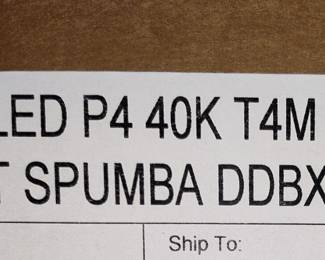 LED P4 40K T4M
T SPUMBA DDBX
Ship To: